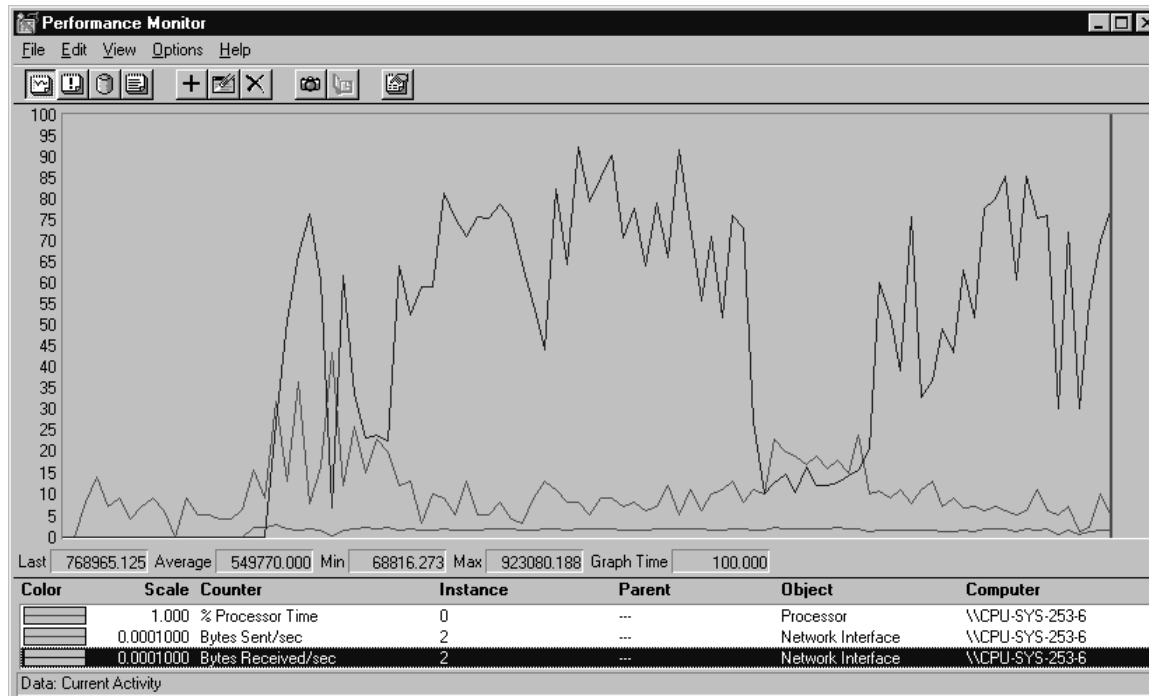 Performance Monitor
File Edit View Options Help
100
95
90
85
80
75
70
65
60
55
50
45
40
35
30
25
20
15
10
5
0
Last 768965.125 Average 549770.000 Min 68816.273 Max 923080.188 Graph Time 100.000
Color Scale Counter Instance Parent Object Computer
1.000 % Processor Time 0 --- Processor \\CPU-SYS-253-6
0.0001000 Bytes Sent/sec 2 --- Network Interface \\CPU-SYS-253-6
0.0001000 Bytes Received/sec 2 --- Network Interface \\CPU-SYS-253-6
Data: Current Activity